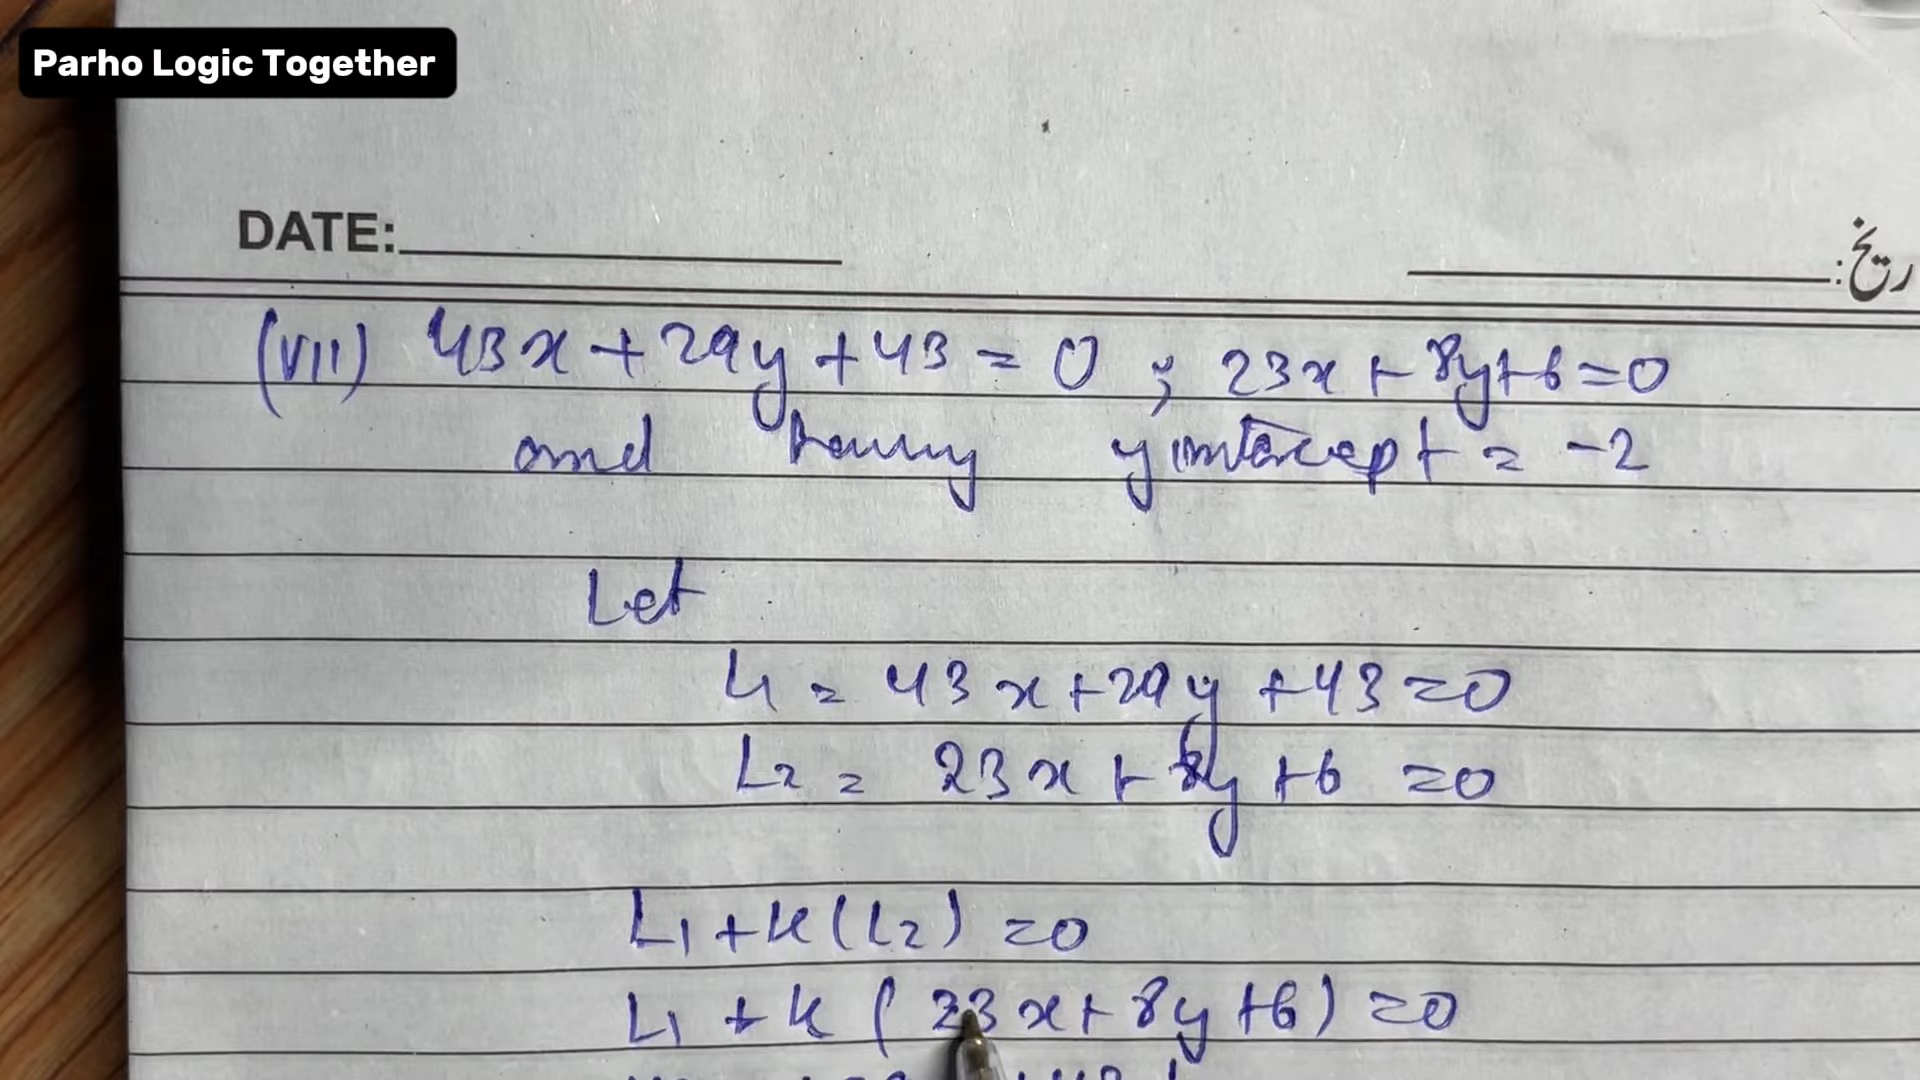 Parho Logic Together
DATE:
ریخ:
(VII) 43x + 29y + 43 = 0 ; 23x + 8y + 6 = 0
and having y intercept = -2
Let
L1 = 43x + 29y + 43 = 0
L2 = 23x + 8y + 6 = 0
L1 + K(L2) = 0
L1 + K ( 23x + 8y + 6 ) = 0